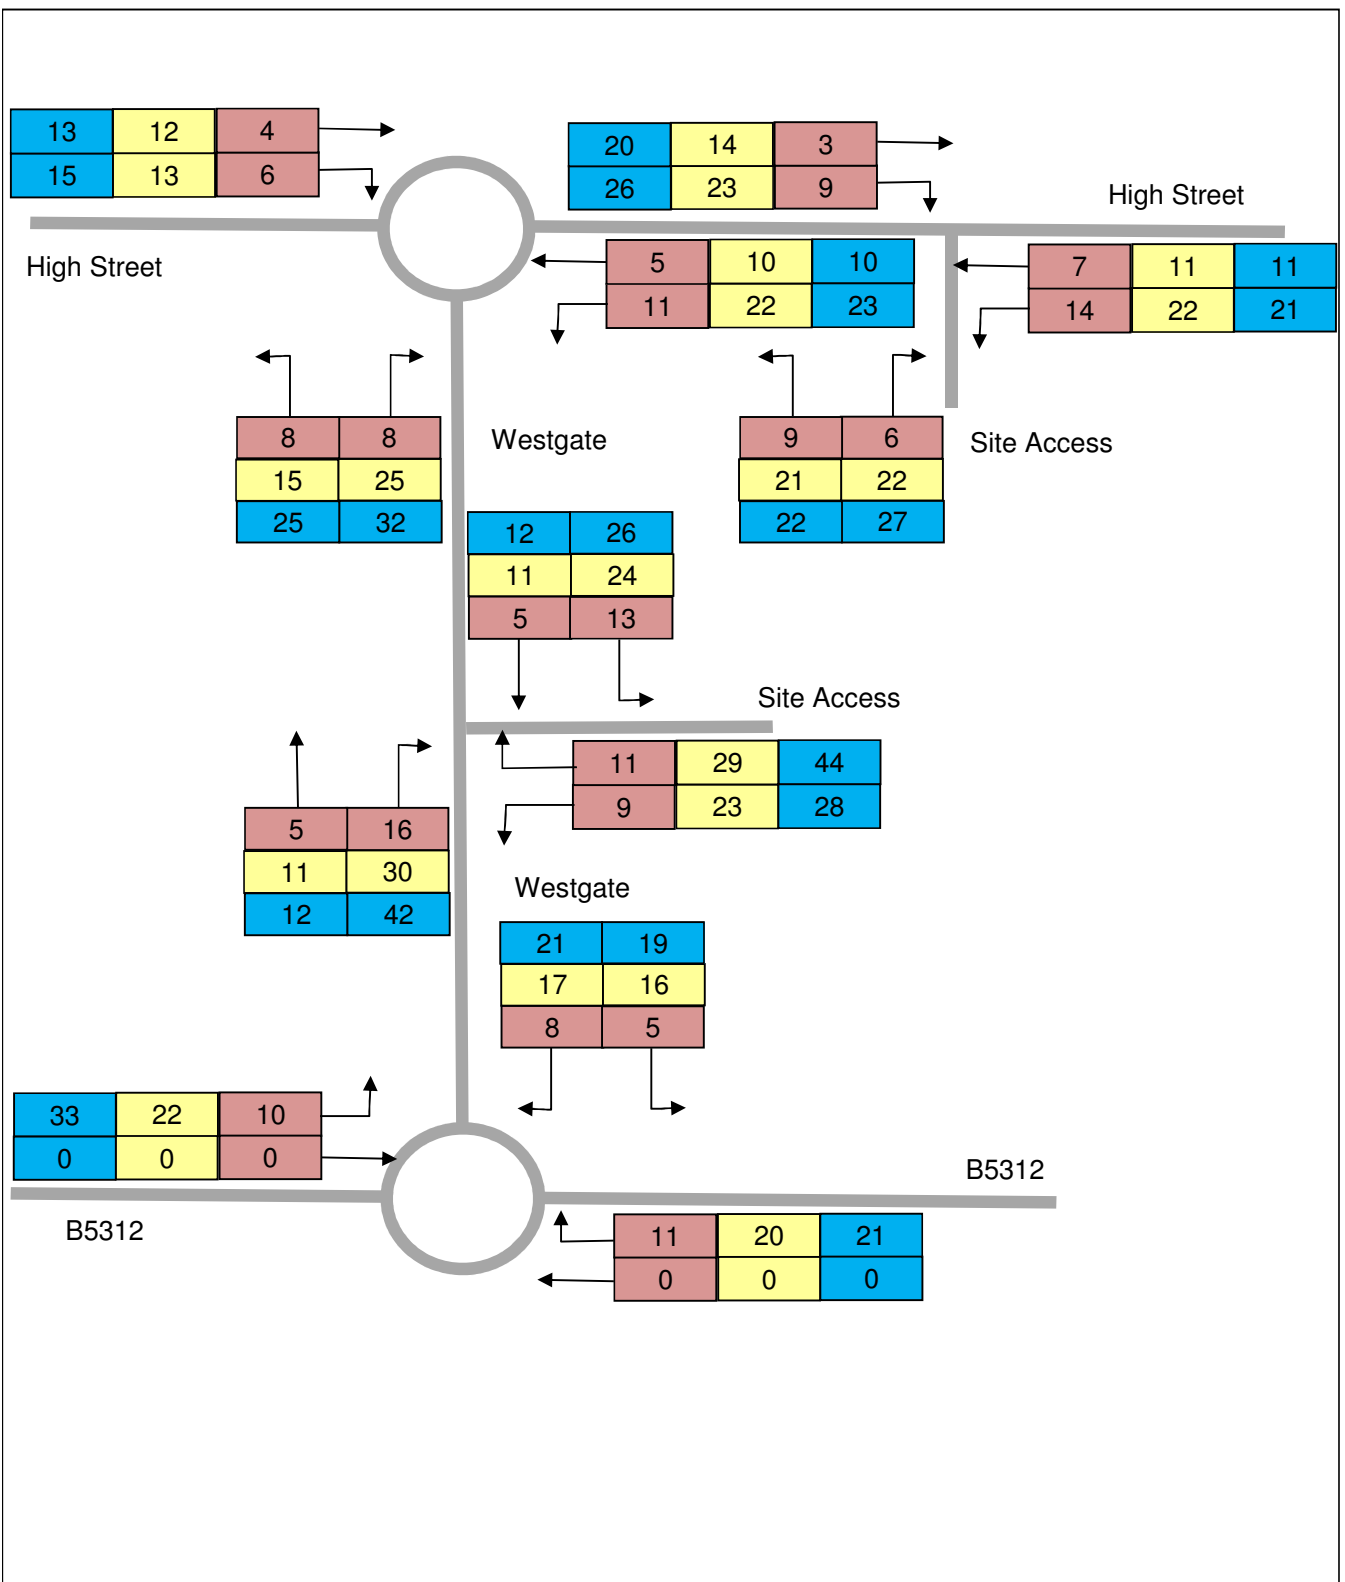 13 12 4
15 13 6
20 14 3
26 23 9
High Street
High Street
5 10 10
11 22 23
7 11 11
14 22 21
8 8
15 25
25 32
Westgate
9 6
21 22
22 27
Site Access
12 26
11 24
5 13
Site Access
11 29 44
9 23 28
5 16
11 30
12 42
Westgate
21 19
17 16
8 5
33 22 10
0 0 0
B5312
B5312
11 20 21
0 0 0